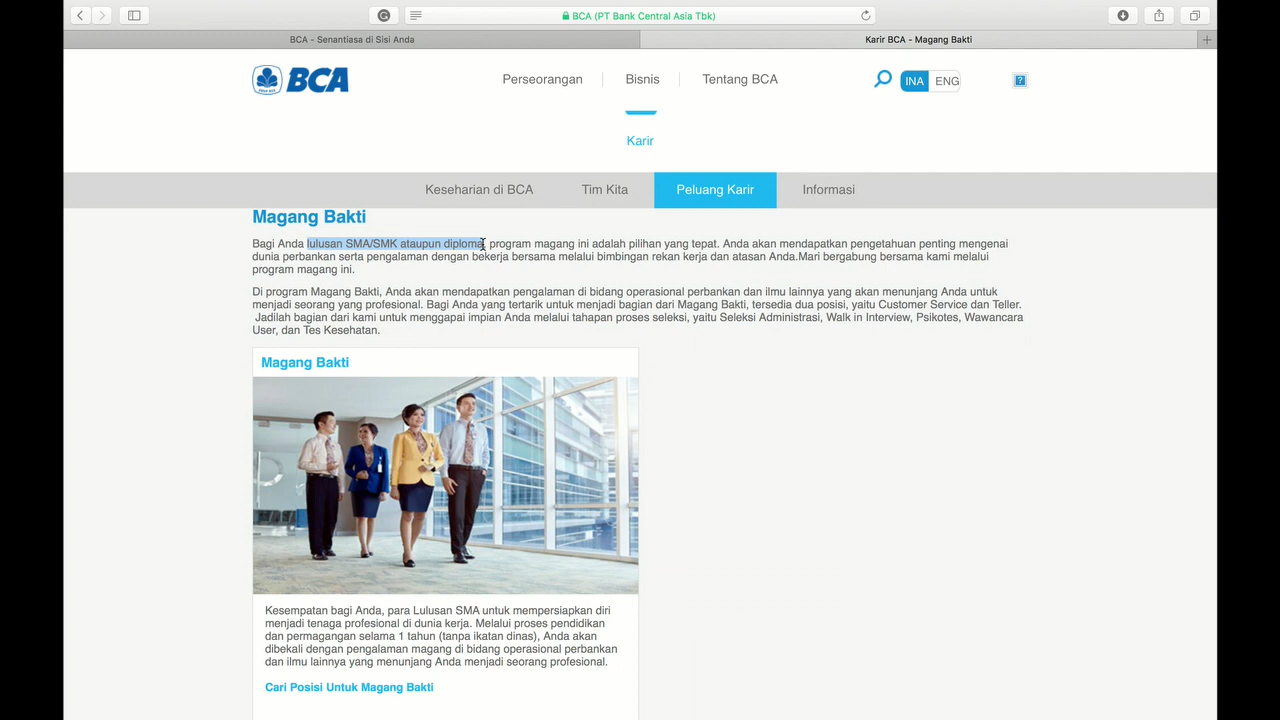 BCA (PT Bank Central Asia Tbk)
BCA - Senantiasa di Sisi Anda
Karir BCA - Magang Bakti
BCA
Perseorangan
Bisnis
Tentang BCA
INA
ENG
Karir
Keseharian di BCA
Tim Kita
Peluang Karir
Informasi
Magang Bakti
Bagi Anda lulusan SMA/SMK ataupun diploma, program magang ini adalah pilihan yang tepat. Anda akan mendapatkan pengetahuan penting mengenai
dunia perbankan serta pengalaman dengan bekerja bersama melalui bimbingan rekan kerja dan atasan Anda.Mari bergabung bersama kami melalui
program magang ini.
Di program Magang Bakti, Anda akan mendapatkan pengalaman di bidang operasional perbankan dan ilmu lainnya yang akan menunjang Anda untuk
menjadi seorang yang profesional. Bagi Anda yang tertarik untuk menjadi bagian dari Magang Bakti, tersedia dua posisi, yaitu Customer Service dan Teller.
Jadilah bagian dari kami untuk menggapai impian Anda melalui tahapan proses seleksi, yaitu Seleksi Administrasi, Walk in Interview, Psikotes, Wawancara
User, dan Tes Kesehatan.
Magang Bakti
Kesempatan bagi Anda, para Lulusan SMA untuk mempersiapkan diri
menjadi tenaga profesional di dunia kerja. Melalui proses pendidikan
dan permagangan selama 1 tahun (tanpa ikatan dinas), Anda akan
dibekali dengan pengalaman magang di bidang operasional perbankan
dan ilmu lainnya yang menunjang Anda menjadi seorang profesional.
Cari Posisi Untuk Magang Bakti